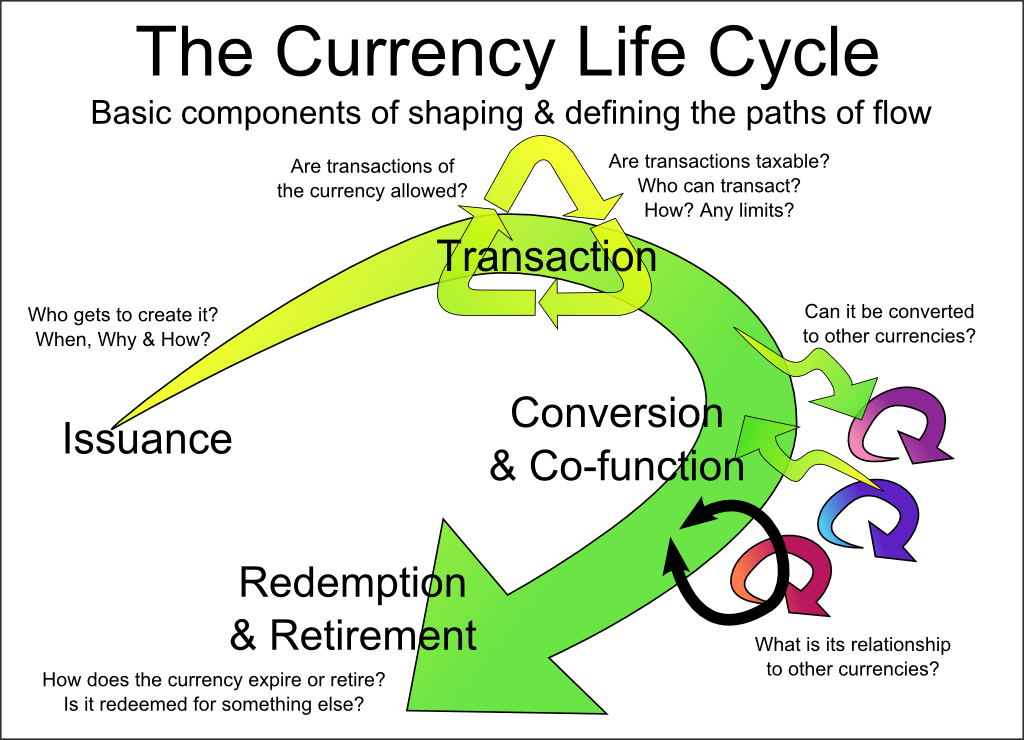 The Currency Life Cycle
Basic components of shaping & defining the paths of flow
Are transactions of
the currency allowed?
Are transactions taxable?
Who can transact?
How? Any limits?
Transaction
Who gets to create it?
When, Why & How?
Issuance
Can it be converted
to other currencies?
Conversion
& Co-function
Redemption
& Retirement
How does the currency expire or retire?
Is it redeemed for something else?
What is its relationship
to other currencies?